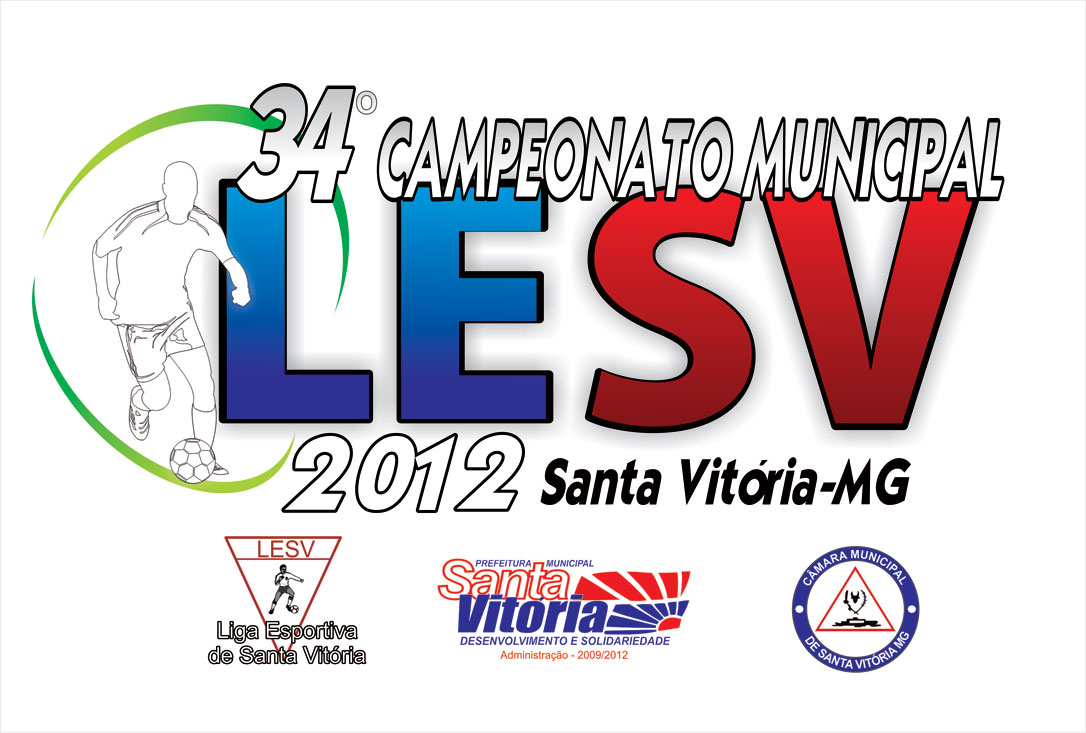 34º CAMPEONATO MUNICIPAL
LESV
2012 Santa Vitória-MG
LESV
Liga Esportiva
de Santa Vitória
PREFEITURA MUNICIPAL
Santa
Vitória
DESENVOLVIMENTO E SOLIDARIEDADE
Administração - 2009/2012
CÂMARA MUNICIPAL
DE SANTA VITÓRIA MG